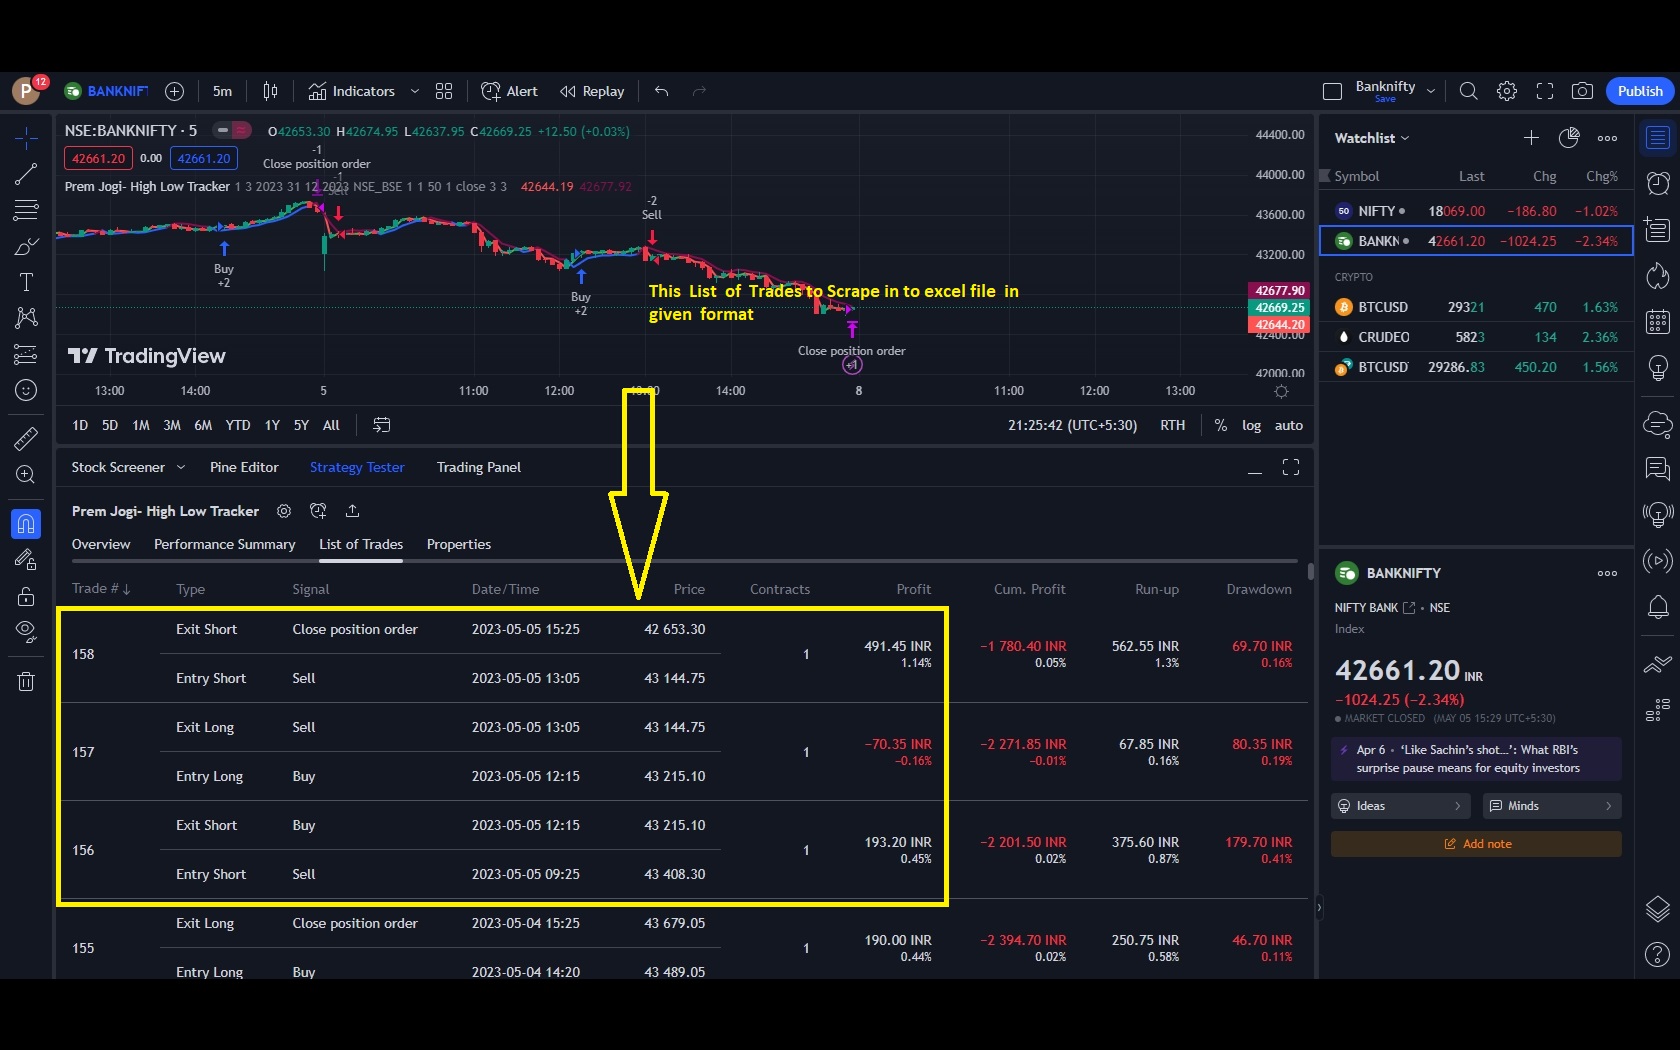 P 12 BANKNIF 5m Indicators Alert Replay Banknifty Save Publish
NSE:BANKNIFTY · 5 O42653.30 H42674.95 L42637.95 C42669.25 +12.50 (+0.03%)
42661.20 0.00 42661.20
-1
Close position order
Prem Jogi- High Low Tracker 1 3 2023 31 12 2023 NSE_BSE 1 1 50 1 close 3 3 42644.19 42677.92
-1
Sell
Buy
+2
-2
Sell
Buy
+2
This List of Trades to Scrape in to excel file in
given format
Close position order
TradingView
44400.00
44000.00
43600.00
43200.00
42677.90
42669.25
42644.20
42400.00
42000.00
13:00 14:00 5 11:00 12:00 13:00 14:00 8 11:00 12:00 13:00
1D 5D 1M 3M 6M YTD 1Y 5Y All 21:25:42 (UTC+5:30) RTH % log auto
Stock Screener Pine Editor Strategy Tester Trading Panel
Prem Jogi- High Low Tracker
Overview Performance Summary List of Trades Properties
Trade # ↓ Type Signal Date/Time Price Contracts Profit Cum. Profit Run-up Drawdown
Exit Short Close position order 2023-05-05 15:25 42 653.30
158 1 491.45 INR −1 780.40 INR 562.55 INR 69.70 INR
1.14% 0.05% 1.3% 0.16%
Entry Short Sell 2023-05-05 13:05 43 144.75
Exit Long Sell 2023-05-05 13:05 43 144.75
157 1 −70.35 INR −2 271.85 INR 67.85 INR 80.35 INR
−0.16% −0.01% 0.16% 0.19%
Entry Long Buy 2023-05-05 12:15 43 215.10
Exit Short Buy 2023-05-05 12:15 43 215.10
156 1 193.20 INR −2 201.50 INR 375.60 INR 179.70 INR
0.45% 0.02% 0.87% 0.41%
Entry Short Sell 2023-05-05 09:25 43 408.30
Exit Long Close position order 2023-05-04 15:25 43 679.05
155 1 190.00 INR −2 394.70 INR 250.75 INR 46.70 INR
0.44% 0.02% 0.58% 0.11%
Entry Long Buy 2023-05-04 14:20 43 489.05
Watchlist
Symbol Last Chg Chg%
50 NIFTY 18069.00 −186.80 −1.02%
BANKN 42661.20 −1024.25 −2.34%
CRYPTO
BTCUSD 29321 470 1.63%
CRUDEO 5823 134 2.36%
BTCUSD 29286.83 450.20 1.56%
BANKNIFTY
NIFTY BANK • NSE
Index
42661.20 INR
−1024.25 (−2.34%)
MARKET CLOSED (MAY 05 15:29 UTC+5:30)
Apr 6 • ‘Like Sachin’s shot...’: What RBI’s
surprise pause means for equity investors
Ideas Minds
Add note